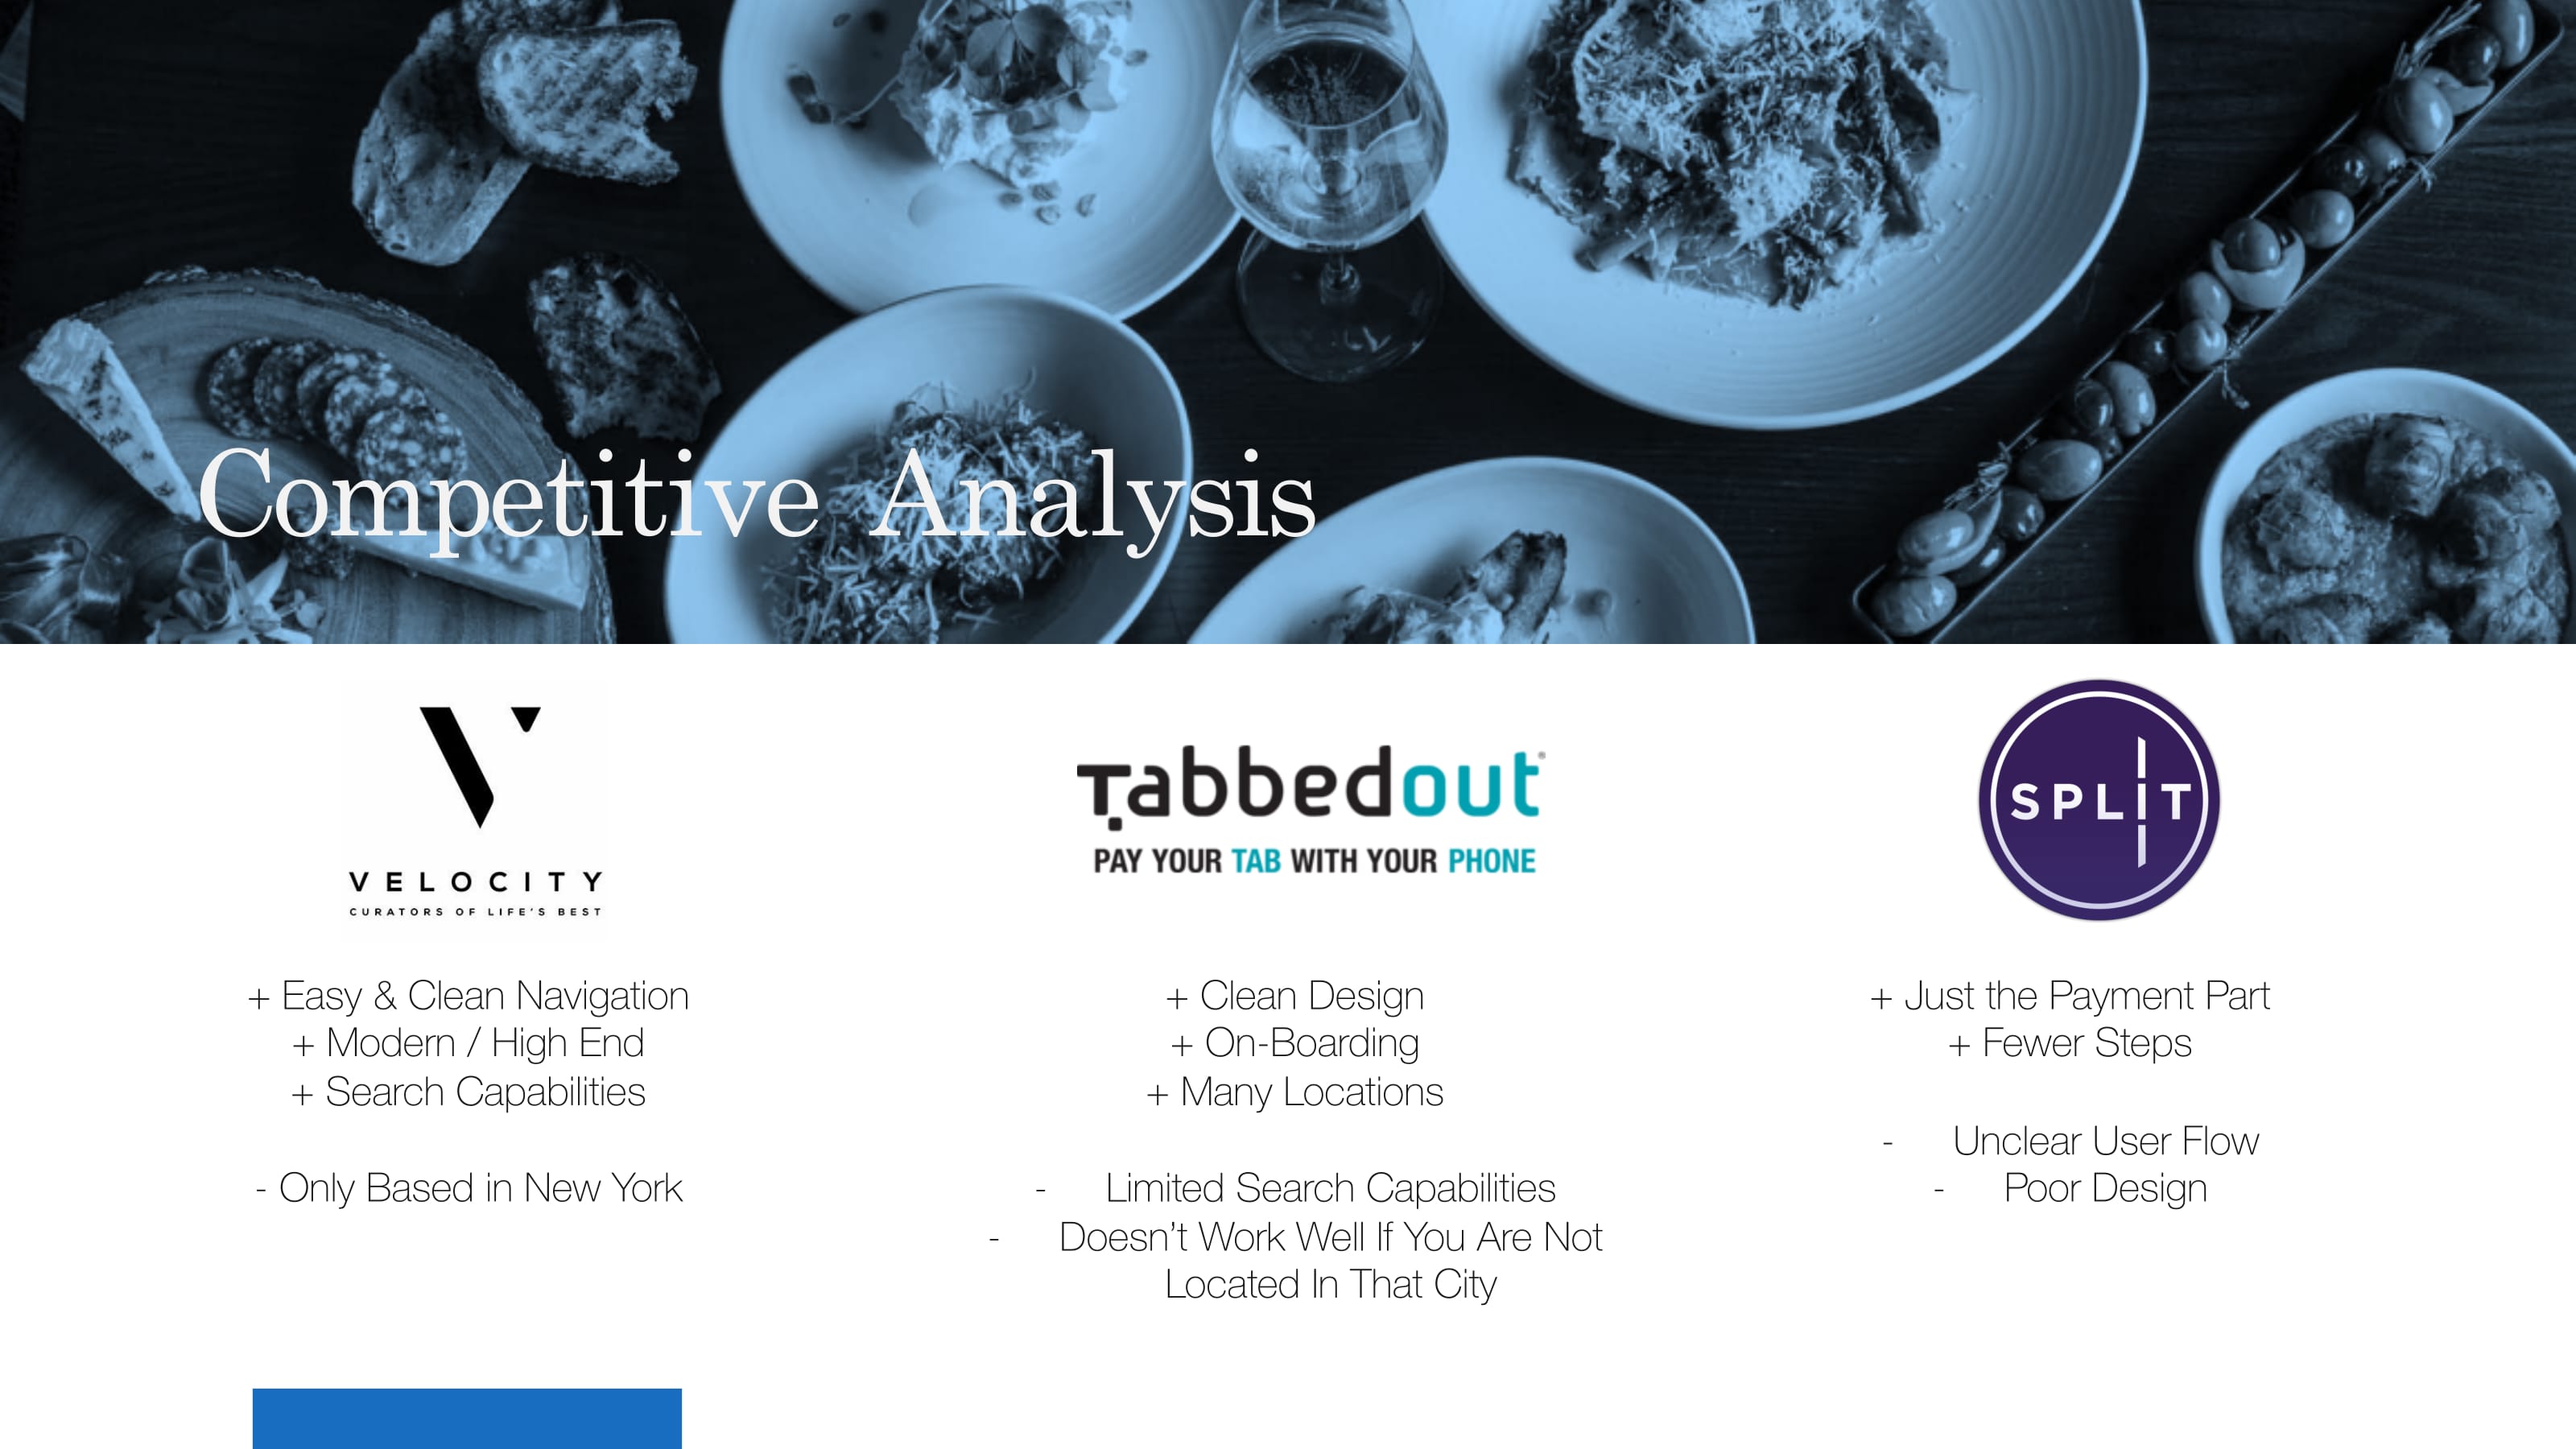 Competitive Analysis
VELOCITY
CURATORS OF LIFE'S BEST
+ Easy & Clean Navigation
+ Modern / High End
+ Search Capabilities
- Only Based in New York
Tabbedout
PAY YOUR TAB WITH YOUR PHONE
+ Clean Design
+ On-Boarding
+ Many Locations
- Limited Search Capabilities
- Doesn’t Work Well If You Are Not
Located In That City
SPLIT
+ Just the Payment Part
+ Fewer Steps
- Unclear User Flow
- Poor Design